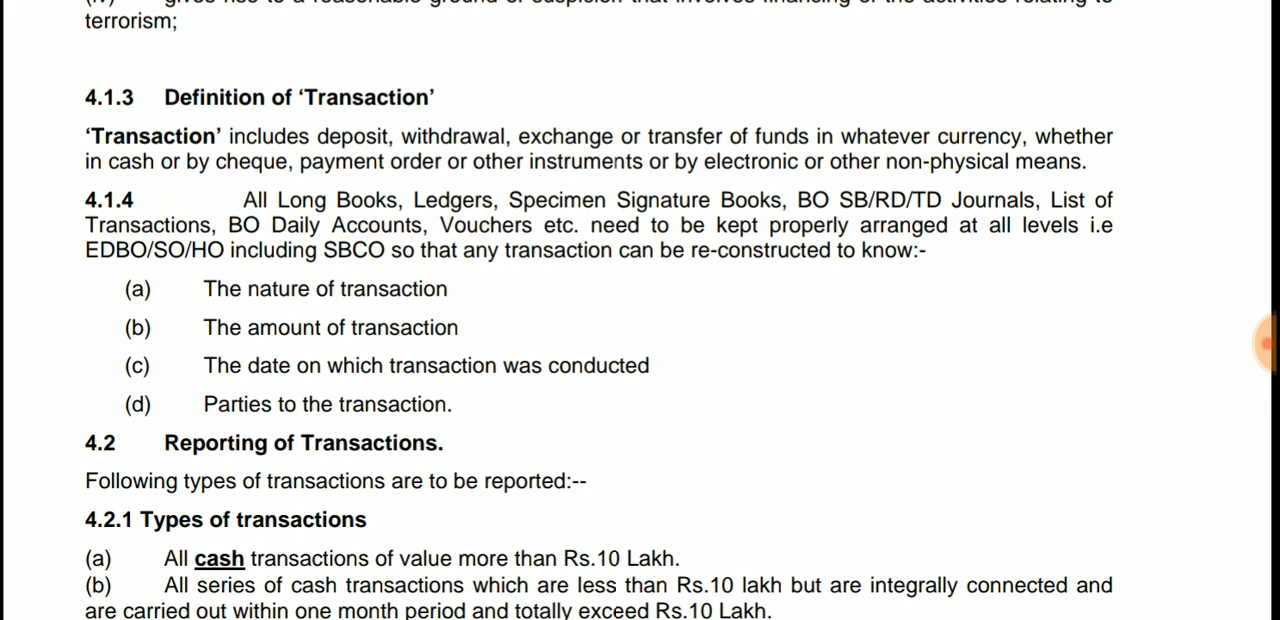 terrorism;
4.1.3 Definition of ‘Transaction’
‘Transaction’ includes deposit, withdrawal, exchange or transfer of funds in whatever currency, whether
in cash or by cheque, payment order or other instruments or by electronic or other non-physical means.
4.1.4 All Long Books, Ledgers, Specimen Signature Books, BO SB/RD/TD Journals, List of
Transactions, BO Daily Accounts, Vouchers etc. need to be kept properly arranged at all levels i.e
EDBO/SO/HO including SBCO so that any transaction can be re-constructed to know:-
(a) The nature of transaction
(b) The amount of transaction
(c) The date on which transaction was conducted
(d) Parties to the transaction.
4.2 Reporting of Transactions.
Following types of transactions are to be reported:--
4.2.1 Types of transactions
(a) All cash transactions of value more than Rs.10 Lakh.
(b) All series of cash transactions which are less than Rs.10 lakh but are integrally connected and
are carried out within one month period and totally exceed Rs.10 Lakh.